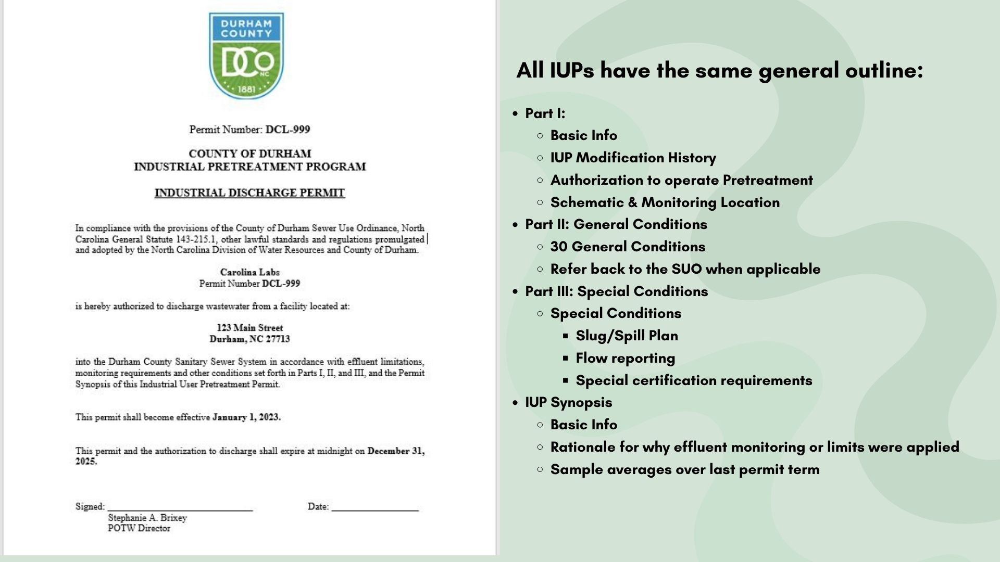 DURHAM
COUNTY
DCo
NC
1881
Permit Number: DCL-999
COUNTY OF DURHAM
INDUSTRIAL PRETREATMENT PROGRAM
INDUSTRIAL DISCHARGE PERMIT
In compliance with the provisions of the County of Durham Sewer Use Ordinance, North
Carolina General Statute 143-215.1, other lawful standards and regulations promulgated
and adopted by the North Carolina Division of Water Resources and County of Durham.
Carolina Labs
Permit Number DCL-999
is hereby authorized to discharge wastewater from a facility located at:
123 Main Street
Durham, NC 27713
into the Durham County Sanitary Sewer System in accordance with effluent limitations,
monitoring requirements and other conditions set forth in Parts I, II, and III, and the Permit
Synopsis of this Industrial User Pretreatment Permit.
This permit shall become effective January 1, 2023.
This permit and the authorization to discharge shall expire at midnight on December 31,
2025.
Signed: Date:
Stephanie A. Brixey
POTW Director
All IUPs have the same general outline:
• Part I:
○ Basic Info
○ IUP Modification History
○ Authorization to operate Pretreatment
○ Schematic & Monitoring Location
• Part II: General Conditions
○ 30 General Conditions
○ Refer back to the SUO when applicable
• Part III: Special Conditions
○ Special Conditions
▪ Slug/Spill Plan
▪ Flow reporting
▪ Special certification requirements
• IUP Synopsis
○ Basic Info
○ Rationale for why effluent monitoring or limits were applied
○ Sample averages over last permit term